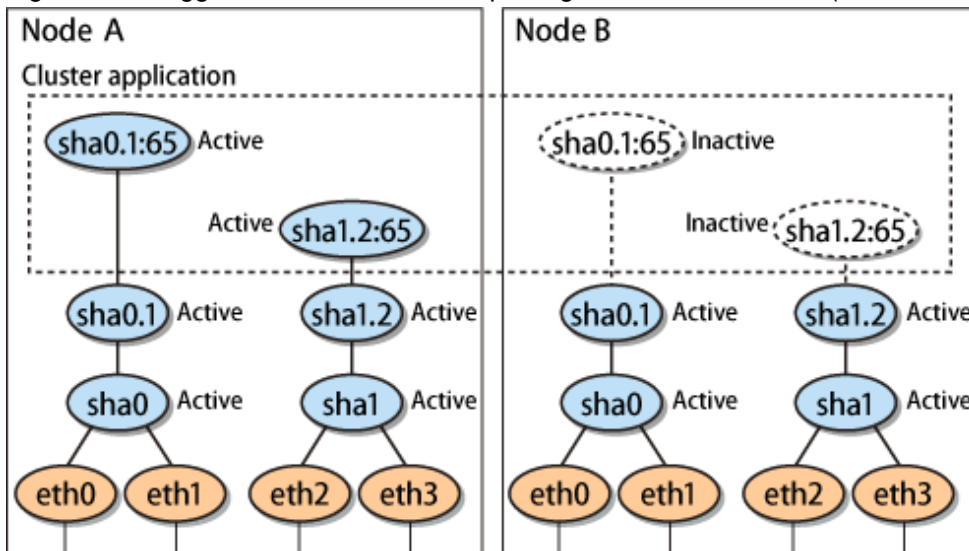 Node A Node B
Cluster application
sha0.1:65 Active sha0.1:65 Inactive
Active sha1.2:65 Inactive sha1.2:65
sha0.1 Active sha1.2 Active sha0.1 Active sha1.2 Active
sha0 Active sha1 Active sha0 Active sha1 Active
eth0 eth1 eth2 eth3 eth0 eth1 eth2 eth3